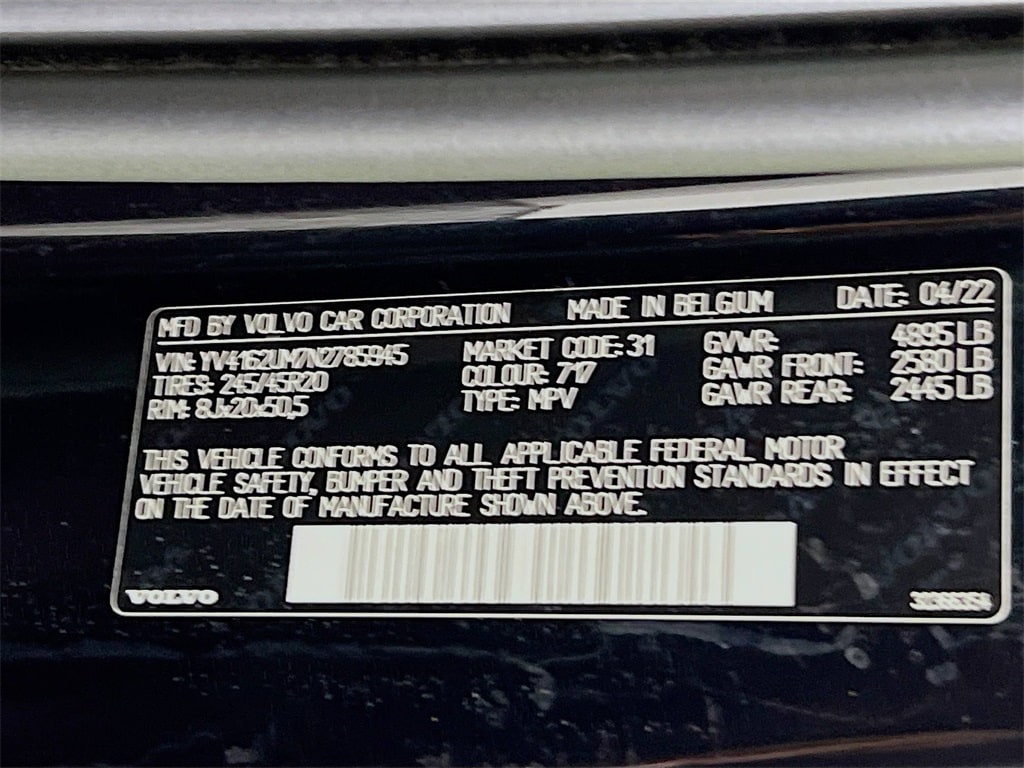 MFD BY VOLVO CAR CORPORATION MADE IN BELGIUM DATE: 04/22
VIN: YV4162UM7N2785945 MARKET CODE: 31 GVWR: 4895 LB
TIRES: 245/45R20 COLOUR: 717 GAWR FRONT: 2580 LB
RIM: 8Jx20x50,5 TYPE: MPV GAWR REAR: 2445 LB
THIS VEHICLE CONFORMS TO ALL APPLICABLE FEDERAL MOTOR
VEHICLE SAFETY, BUMPER AND THEFT PREVENTION STANDARDS IN EFFECT
ON THE DATE OF MANUFACTURE SHOWN ABOVE.
VOLVO